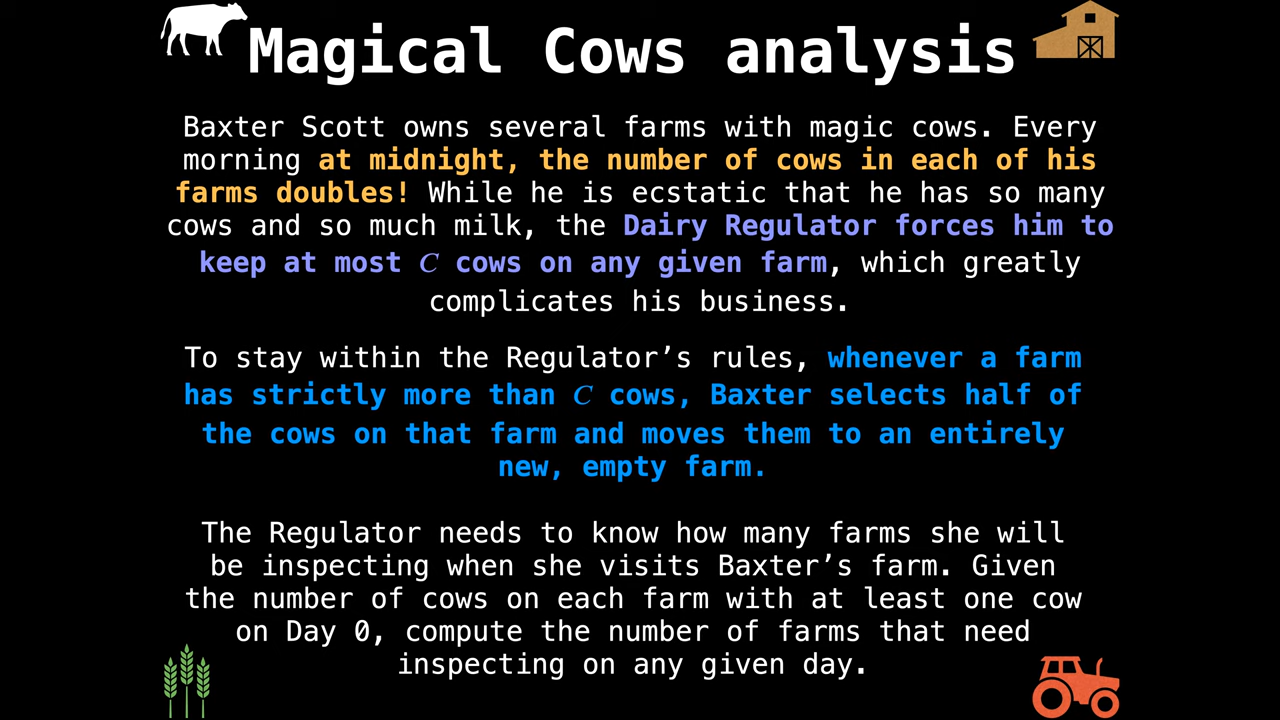 Magical Cows analysis
Baxter Scott owns several farms with magic cows. Every
morning at midnight, the number of cows in each of his
farms doubles! While he is ecstatic that he has so many
cows and so much milk, the Dairy Regulator forces him to
keep at most C cows on any given farm, which greatly
complicates his business.
To stay within the Regulator’s rules, whenever a farm
has strictly more than C cows, Baxter selects half of
the cows on that farm and moves them to an entirely
new, empty farm.
The Regulator needs to know how many farms she will
be inspecting when she visits Baxter’s farm. Given
the number of cows on each farm with at least one cow
on Day 0, compute the number of farms that need
inspecting on any given day.